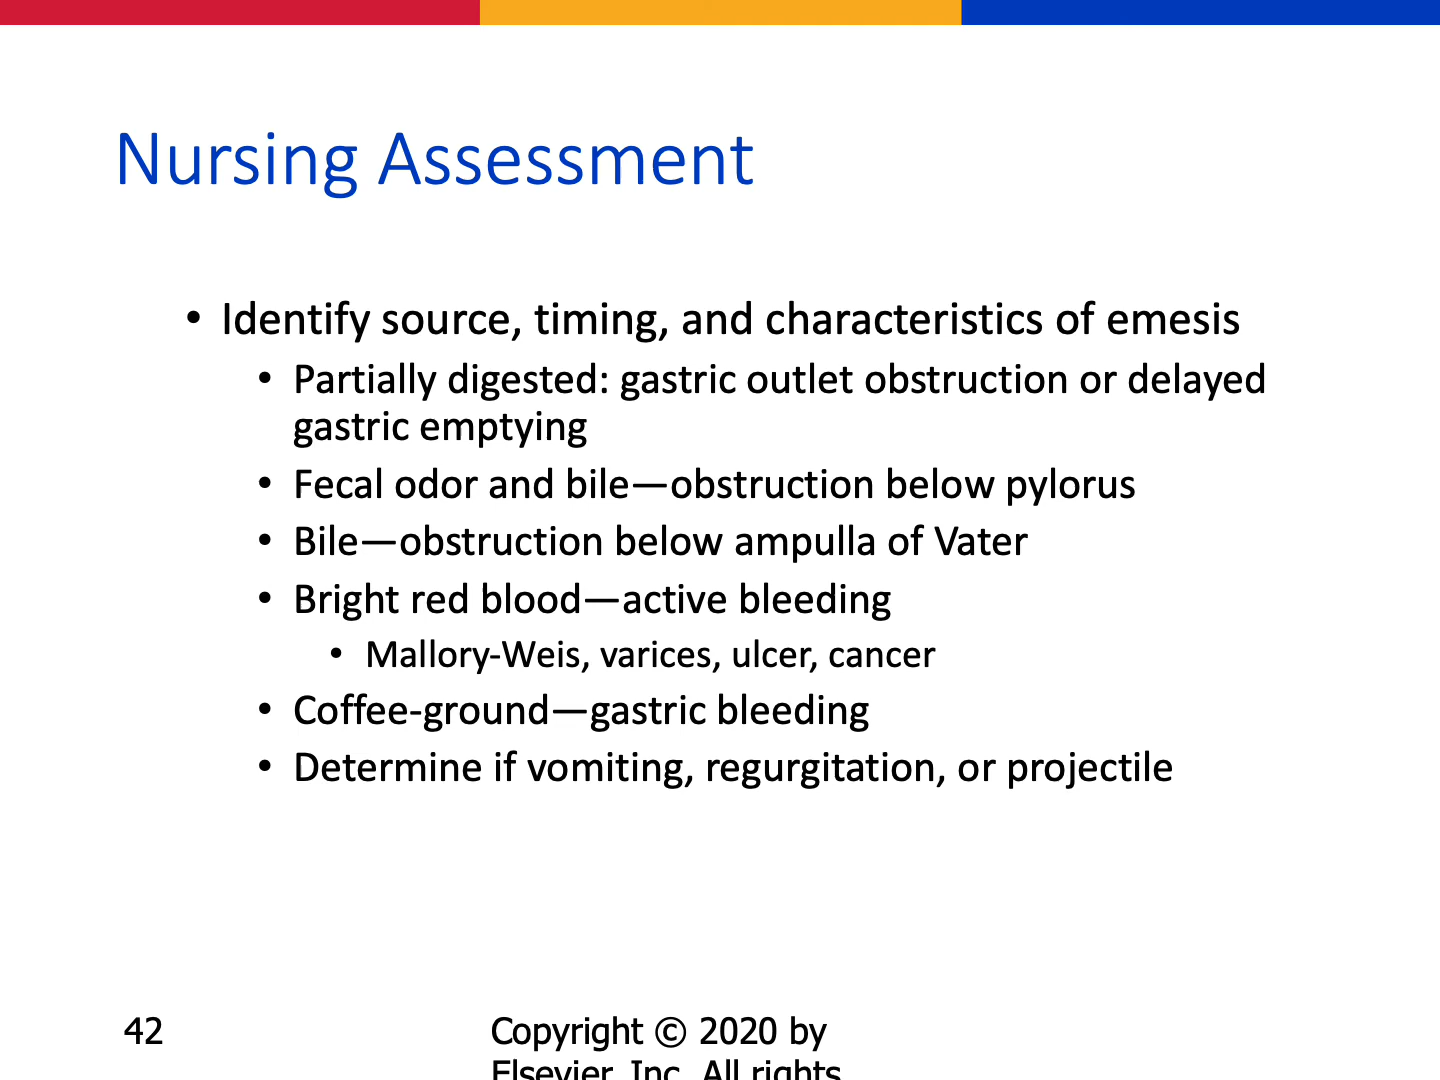 Nursing Assessment
• Identify source, timing, and characteristics of emesis
• Partially digested: gastric outlet obstruction or delayed
gastric emptying
• Fecal odor and bile—obstruction below pylorus
• Bile—obstruction below ampulla of Vater
• Bright red blood—active bleeding
• Mallory-Weis, varices, ulcer, cancer
• Coffee-ground—gastric bleeding
• Determine if vomiting, regurgitation, or projectile
42
Copyright © 2020 by
Elsevier, Inc. All rights